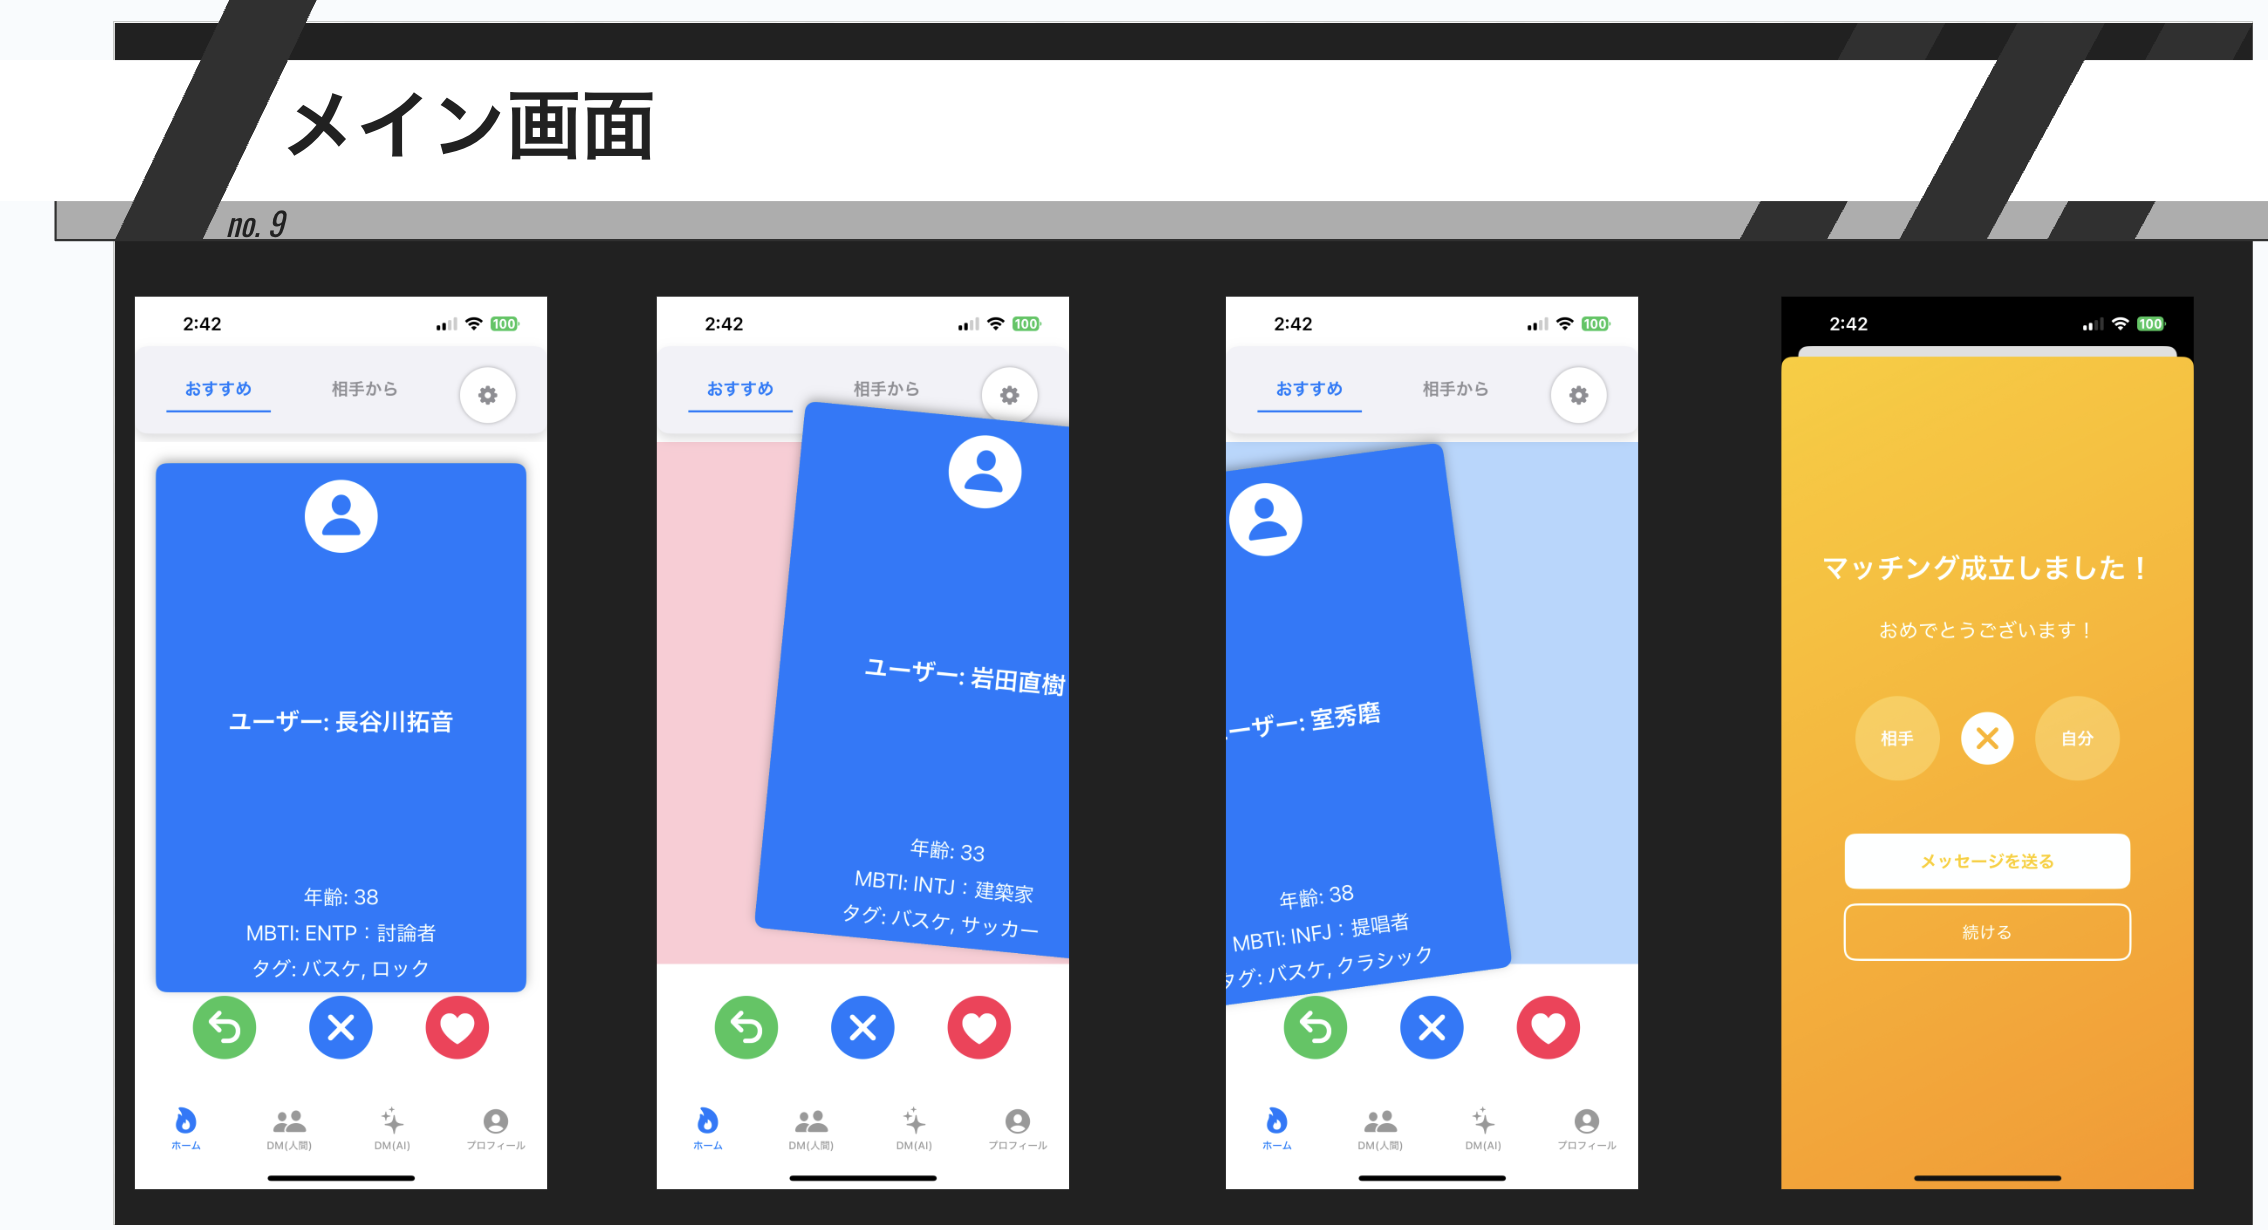 メイン画面
no. 9
2:42
100
おすすめ
相手から
ユーザー: 長谷川拓音
年齢: 38
MBTI: ENTP：討論者
タグ: バスケ, ロック
ホーム
DM(人間)
DM(AI)
プロフィール
2:42
100
おすすめ
相手から
ユーザー: 岩田直樹
年齢: 33
MBTI: INTJ：建築家
タグ: バスケ, サッカー
ホーム
DM(人間)
DM(AI)
プロフィール
2:42
100
おすすめ
相手から
ーザー: 室秀磨
年齢: 38
MBTI: INFJ：提唱者
タグ: バスケ, クラシック
ホーム
DM(人間)
DM(AI)
プロフィール
2:42
100
マッチング成立しました！
おめでとうございます！
相手
自分
メッセージを送る
続ける